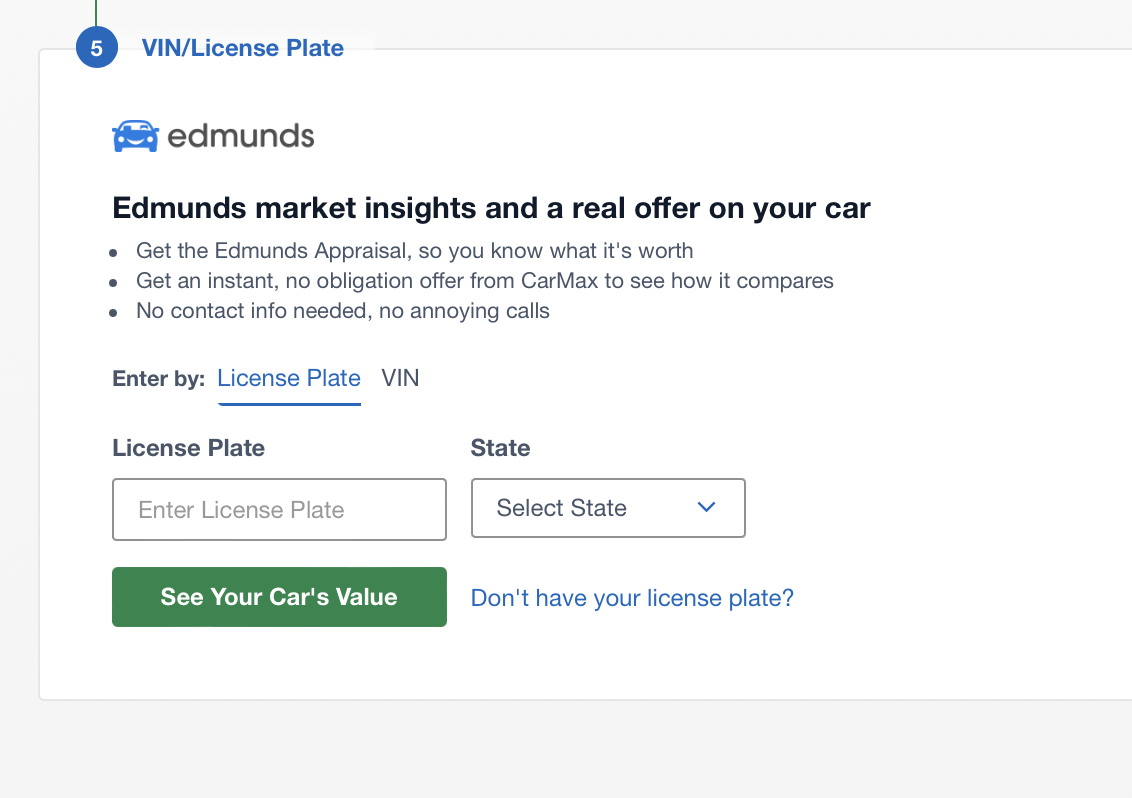 5 VIN/License Plate
edmunds
Edmunds market insights and a real offer on your car
Get the Edmunds Appraisal, so you know what it's worth
Get an instant, no obligation offer from CarMax to see how it compares
No contact info needed, no annoying calls
Enter by: License Plate VIN
License Plate State
Enter License Plate Select State
See Your Car's Value Don't have your license plate?